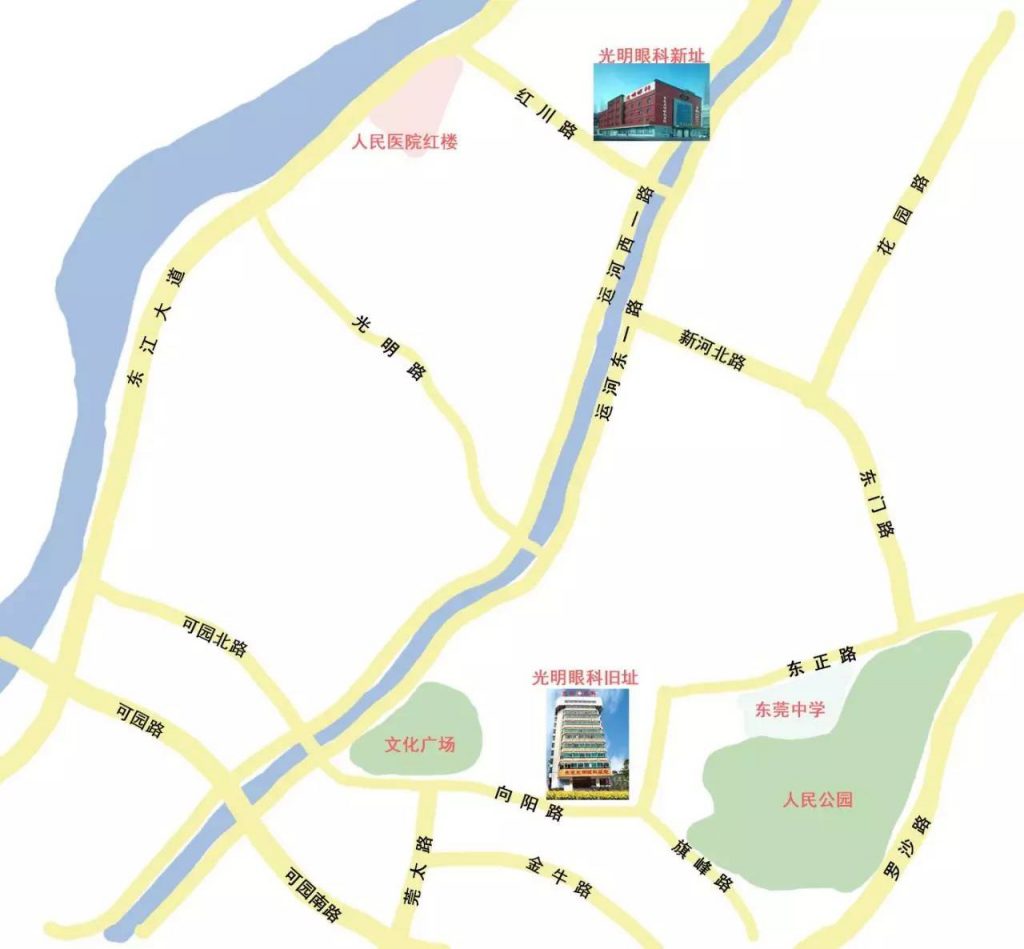 光明眼科新址
红川路
人民医院红楼
运河西一路
花园路
东江大道
光明路
运河东一路
新河北路
东门路
可园北路
东正路
光明眼科旧址
可园路
文化广场
东莞中学
向阳路
人民公园
莞太路
金牛路
旗峰路
罗沙路
可园南路